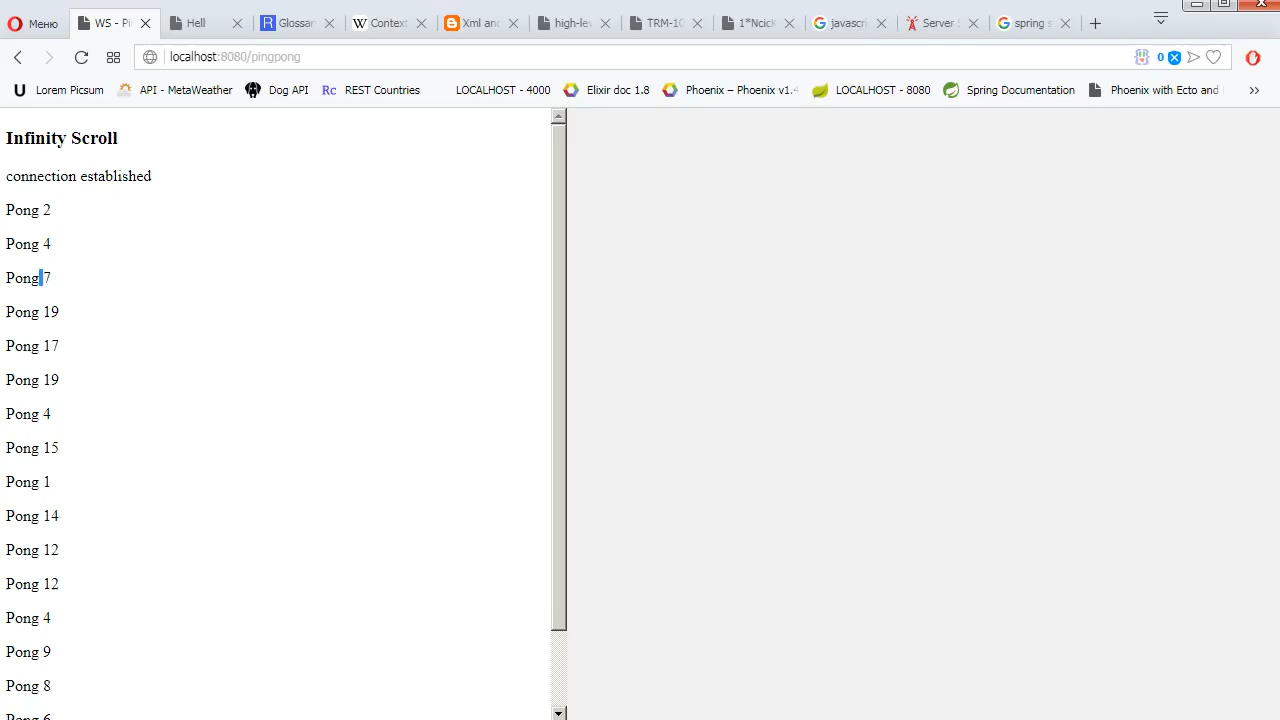 Меню WS - Pi Hell Glossar Context Xml and high-lev TRM-10 1*Ncick javascri Server spring s
localhost:8080/pingpong 0
Lorem Picsum API - MetaWeather Dog API Rc REST Countries LOCALHOST - 4000 Elixir doc 1.8 Phoenix – Phoenix v1.4 LOCALHOST - 8080 Spring Documentation Phoenix with Ecto and
Infinity Scroll
connection established
Pong 2
Pong 4
Pong 7
Pong 19
Pong 17
Pong 19
Pong 4
Pong 15
Pong 1
Pong 14
Pong 12
Pong 12
Pong 4
Pong 9
Pong 8
Pong 6